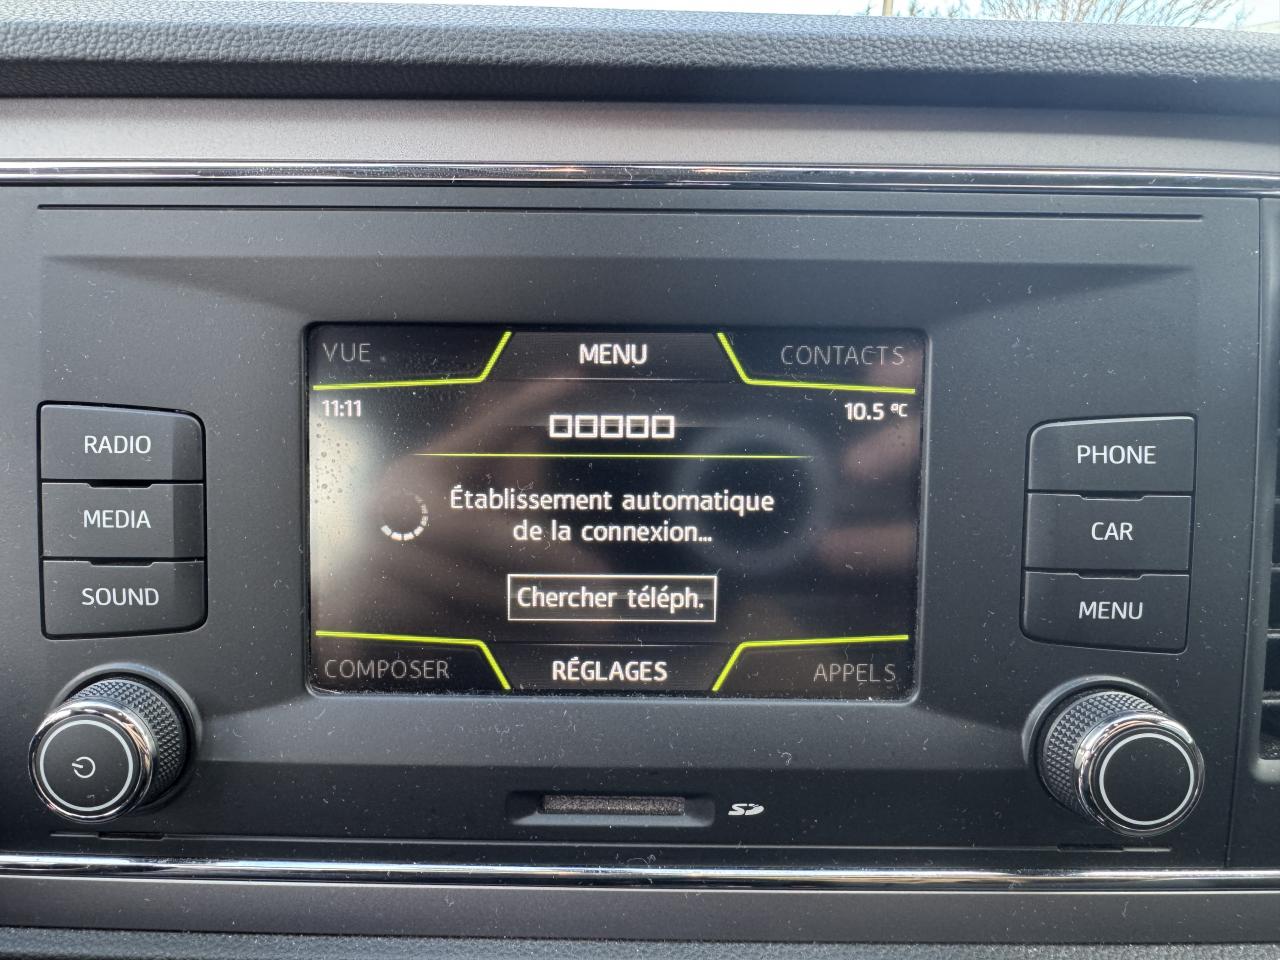 VUE
MENU
CONTACTS
11:11
10.5 ºC
□□□□□
Établissement automatique
de la connexion...
Chercher téléph.
COMPOSER
RÉGLAGES
APPELS
RADIO
MEDIA
SOUND
PHONE
CAR
MENU
SD